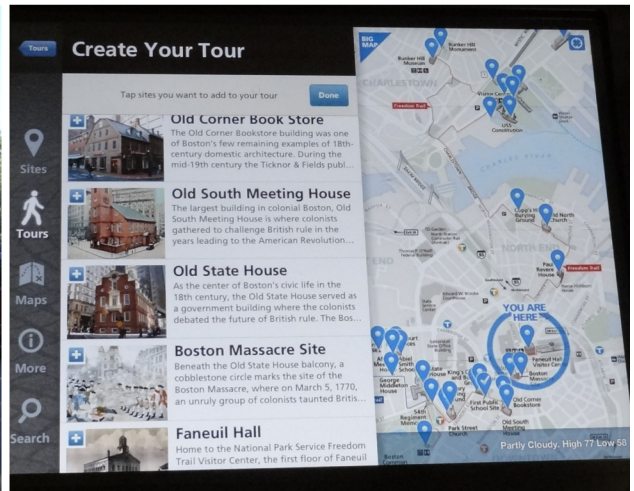 Tours
Create Your Tour
Tap sites you want to add to your tour
Done
Old Corner Book Store
The Old Corner Bookstore building was one
of Boston's few remaining examples of 18th-
century domestic architecture. During the
mid-19th century the Ticknor & Fields publ...
Old South Meeting House
The largest building in colonial Boston, Old
South Meeting House is where colonists
gathered to challenge British rule in the
years leading to the American Revolution...
Old State House
As the center of Boston's civic life in the
18th century, the Old State House served as
a government building where the colonists
debated the future of British rule. The Bos...
Boston Massacre Site
Beneath the Old State House balcony, a
cobblestone circle marks the site of the
Boston Massacre, where on March 5, 1770,
an unruly group of colonists taunted Britis...
Faneuil Hall
Home to the National Park Service Freedom
Trail Visitor Center, the first floor of Faneuil
Sites
Tours
Maps
More
Search
BIG
MAP
Bunker Hill
Monument
Bunker Hill
Museum
CHARLESTOWN
Freedom Trail
USS
Constitution
CHARLES RIVER
Burying
Ground
Old North
Church
NORTH END
Paul
Revere
House
Freedom Trail
YOU ARE
HERE
Faneuil Hall
Visitor
Boston
George
Middleton
House
Smith
School
54th
Regiment
First Public
School Site
Old Corner
Bookstore
Park Street
Church
Old South
Meeting
House
Boston
Common
Partly Cloudy. High 77 Low 58